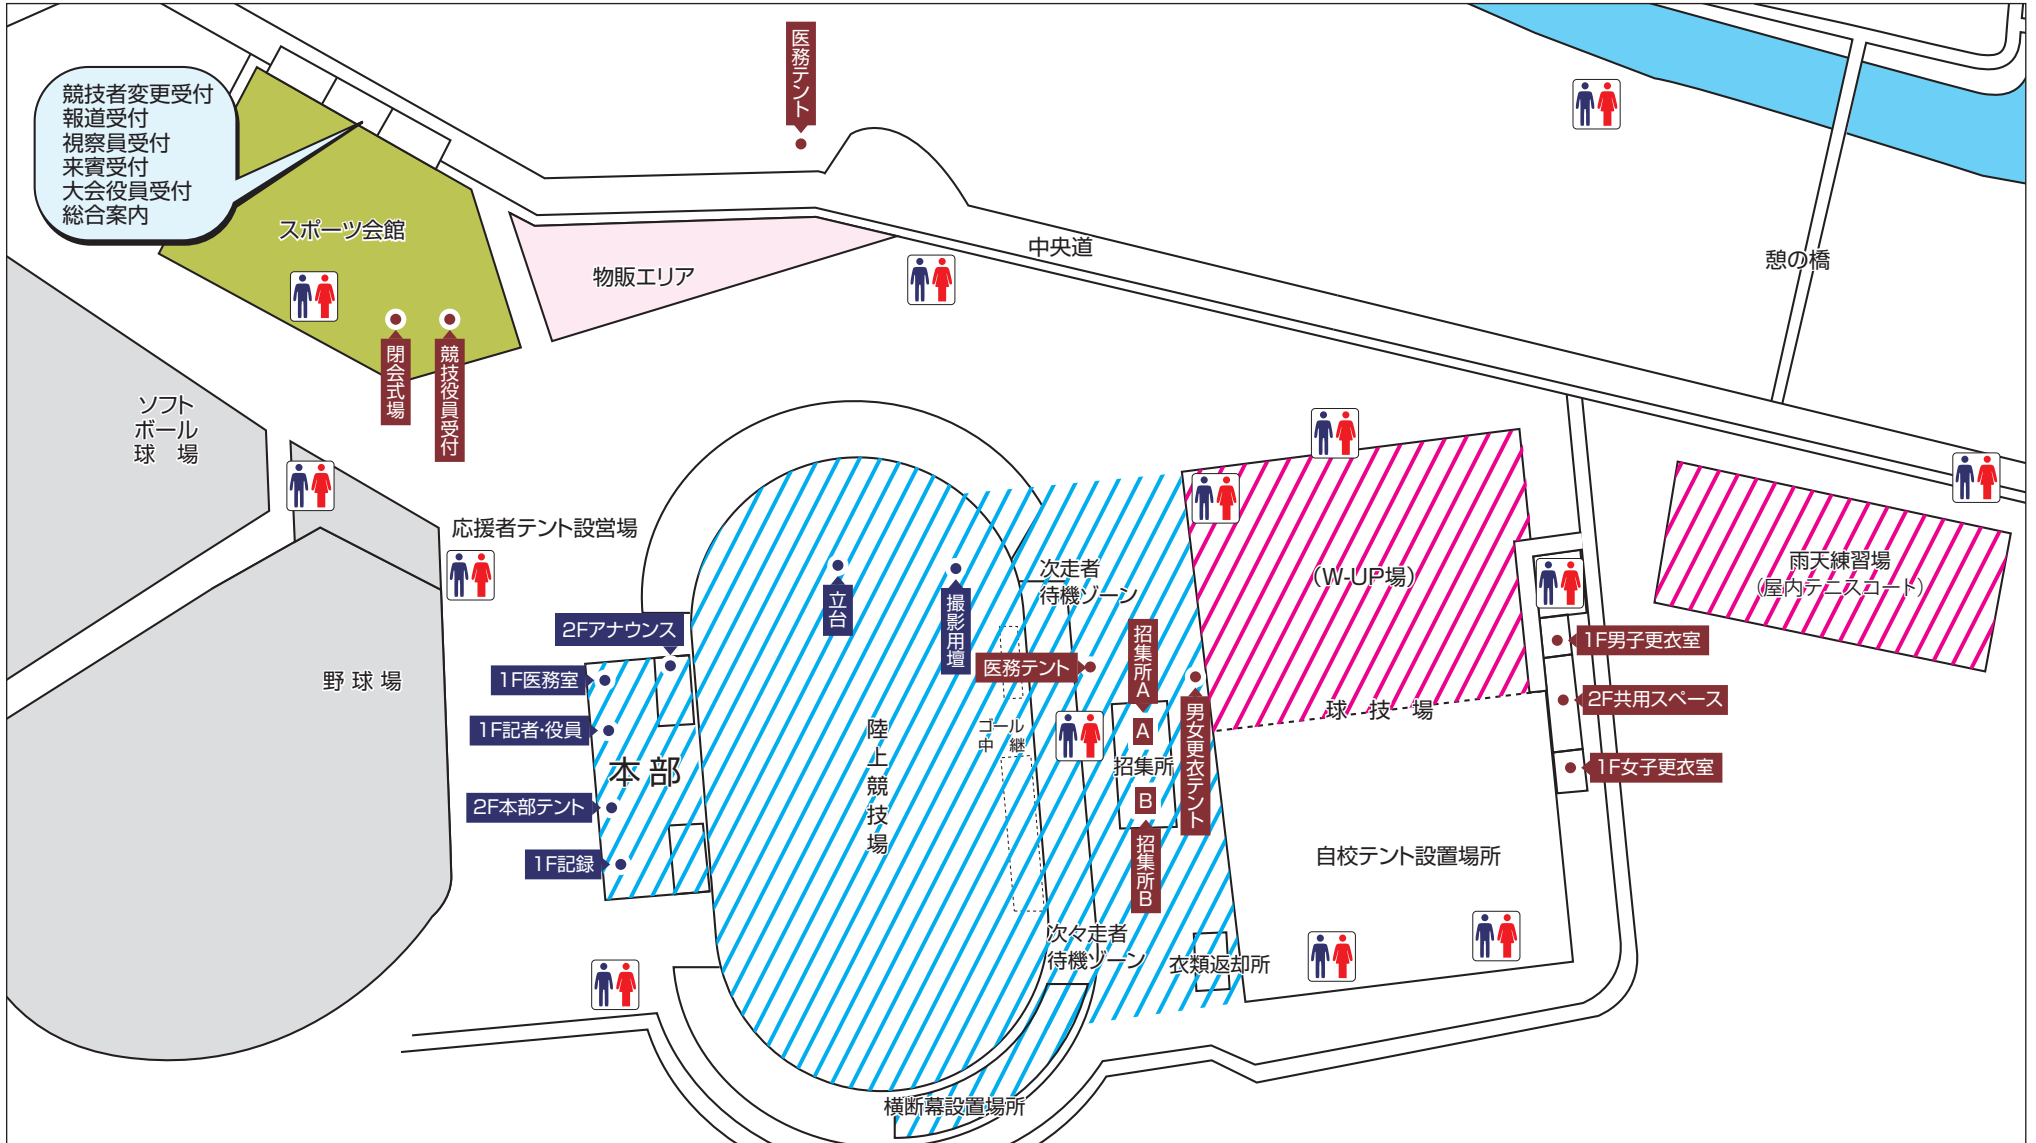 医務テント
競技者変更受付
報道受付
視察員受付
来賓受付
大会役員受付
総合案内
スポーツ会館
物販エリア
中央道
憩の橋
閉会式場
競技役員受付
ソフト
ボール
球　場
応援者テント設営場
野球場
2Fアナウンス
1F医務室
1F記者・役員
本部
2F本部テント
1F記録
立台
撮影用壇
陸上競技場
次走者
待機ゾーン
医務テント
招集所A
A
招集所
B
招集所B
男女更衣テント
ゴール
中　継
次々走者
待機ゾーン
衣類返却所
横断幕設置場所
(W-UP場)
球技場
自校テント設置場所
1F男子更衣室
2F共用スペース
1F女子更衣室
雨天練習場
(屋内テニスコート)